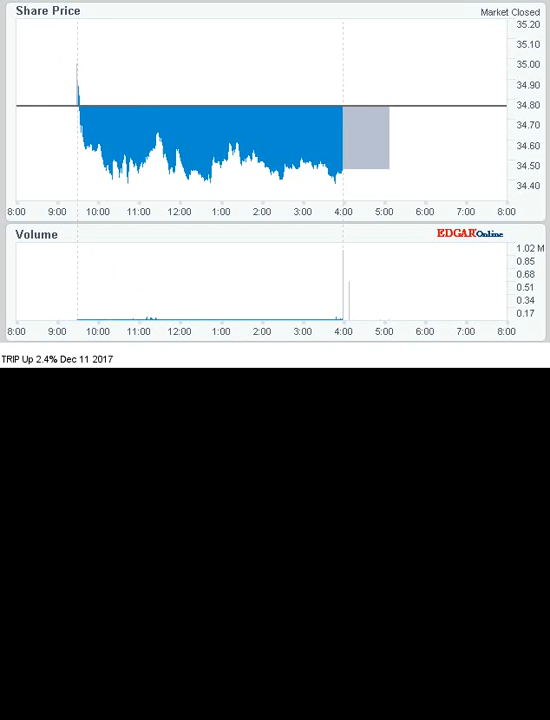 Share Price
Market Closed
35.20
35.10
35.00
34.90
34.80
34.70
34.60
34.50
34.40
8:00 9:00 10:00 11:00 12:00 1:00 2:00 3:00 4:00 5:00 6:00 7:00 8:00
Volume
EDGAR Online
1.02 M
0.85
0.68
0.51
0.34
0.17
8:00 9:00 10:00 11:00 12:00 1:00 2:00 3:00 4:00 5:00 6:00 7:00 8:00
TRIP Up 2.4% Dec 11 2017